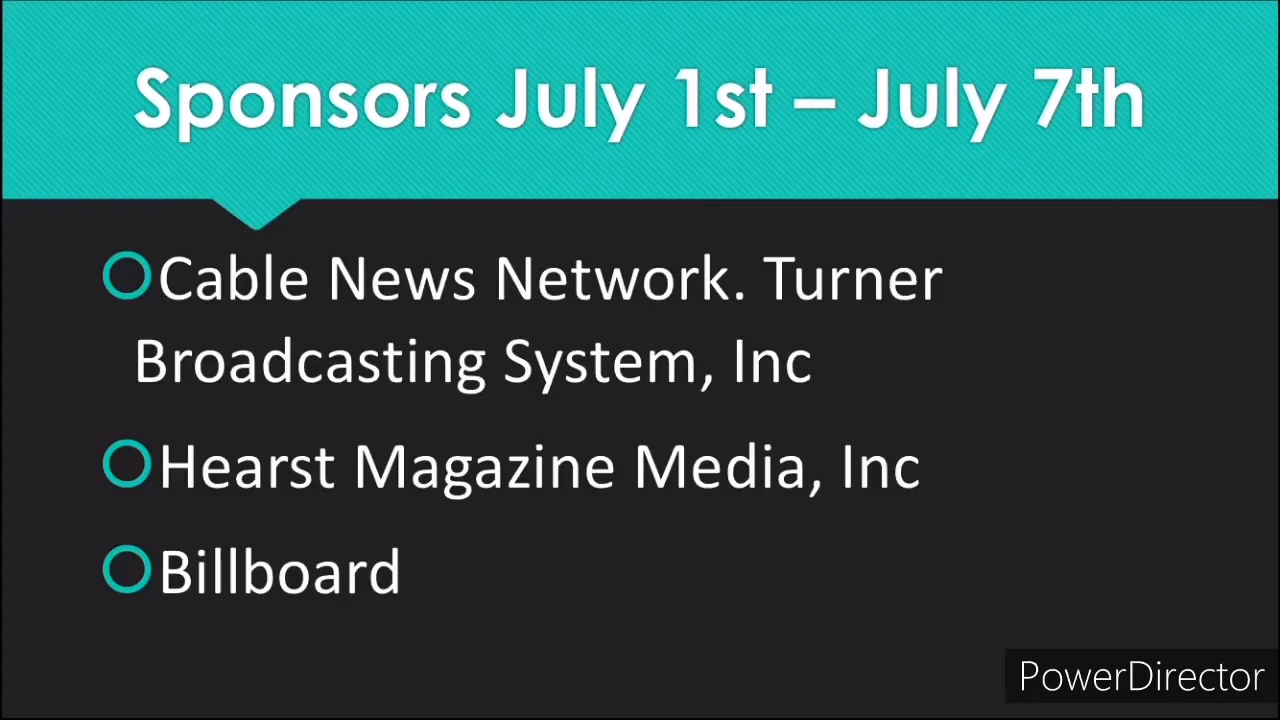 Sponsors July 1st – July 7th
Cable News Network. Turner
Broadcasting System, Inc
Hearst Magazine Media, Inc
Billboard
PowerDirector